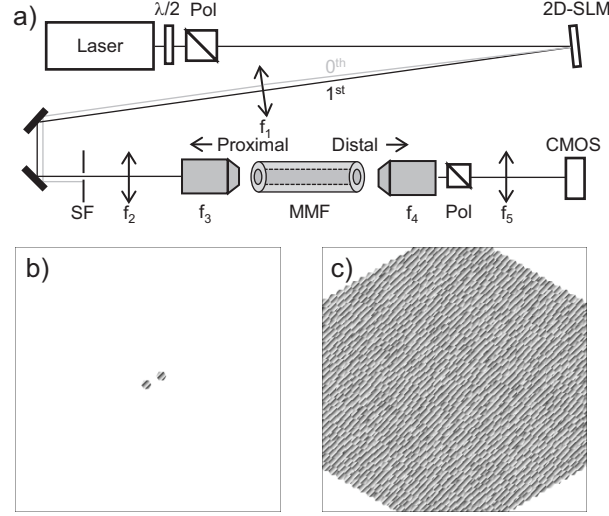 a)
λ/2 Pol
2D-SLM
Laser
0th
1st
f1
Proximal
Distal
CMOS
SF
f2
f3
MMF
f4
Pol
f5
b)
c)